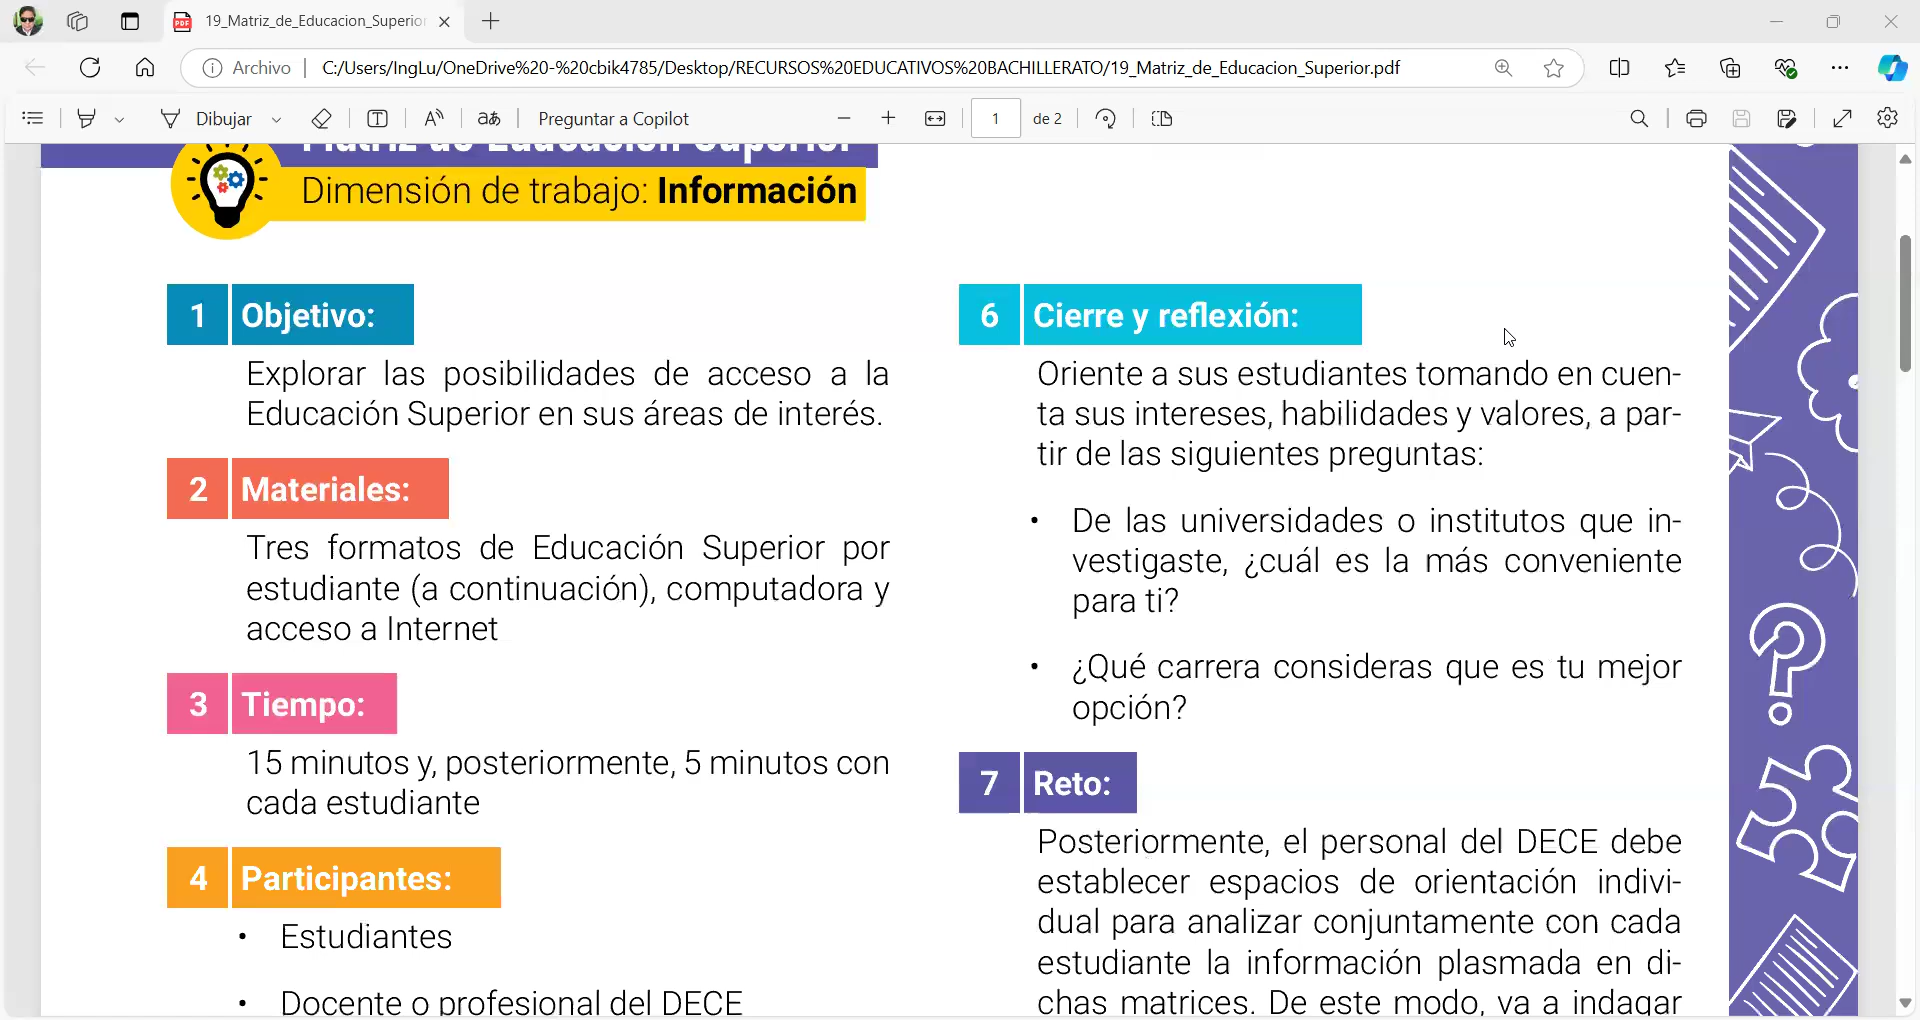 19_Matriz_de_Educacion_Superior
Archivo
C:/Users/IngLu/OneDrive%20-%20cbik4785/Desktop/RECURSOS%20EDUCATIVOS%20BACHILLERATO/19_Matriz_de_Educacion_Superior.pdf
Dibujar
aあ
Preguntar a Copilot
1
de 2
Matriz de Educación Superior
Dimensión de trabajo: Información
1 Objetivo:
Explorar las posibilidades de acceso a la
Educación Superior en sus áreas de interés.
2 Materiales:
Tres formatos de Educación Superior por
estudiante (a continuación), computadora y
acceso a Internet
3 Tiempo:
15 minutos y, posteriormente, 5 minutos con
cada estudiante
4 Participantes:
• Estudiantes
• Docente o profesional del DECE
6 Cierre y reflexión:
Oriente a sus estudiantes tomando en cuen-
ta sus intereses, habilidades y valores, a par-
tir de las siguientes preguntas:
• De las universidades o institutos que in-
vestigaste, ¿cuál es la más conveniente
para ti?
• ¿Qué carrera consideras que es tu mejor
opción?
7 Reto:
Posteriormente, el personal del DECE debe
establecer espacios de orientación indivi-
dual para analizar conjuntamente con cada
estudiante la información plasmada en di-
chas matrices. De este modo, va a indagar